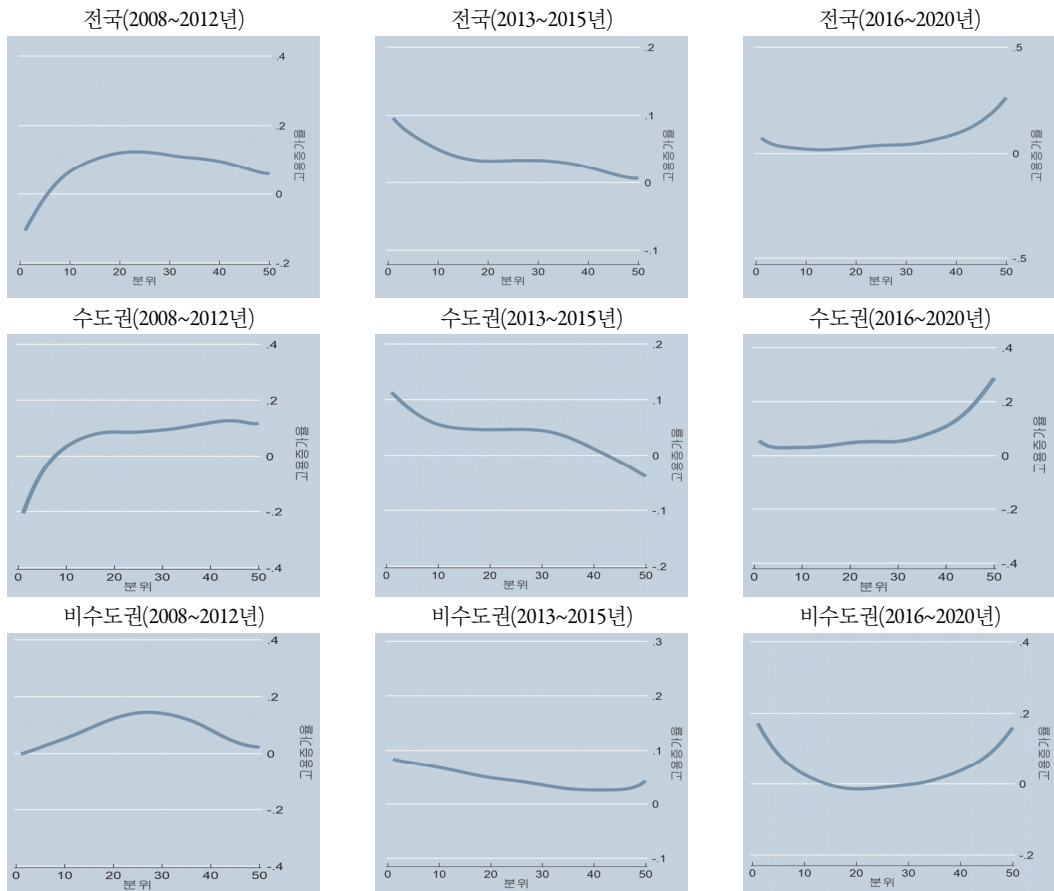 전국(2008~2012년)
.4
.2
0
-.2
고용증가율
0 10 20 30 40 50
분위
전국(2013~2015년)
.2
.1
0
-.1
고용증가율
0 10 20 30 40 50
분위
전국(2016~2020년)
.5
0
-.5
고용증가율
0 10 20 30 40 50
분위
수도권(2008~2012년)
.4
.2
0
-.2
-.4
고용증가율
0 10 20 30 40 50
분위
수도권(2013~2015년)
.2
.1
0
-.1
-.2
고용증가율
0 10 20 30 40 50
분위
수도권(2016~2020년)
.4
.2
0
-.2
-.4
고용증가율
0 10 20 30 40 50
분위
비수도권(2008~2012년)
.4
.2
0
-.2
-.4
고용증가율
0 10 20 30 40 50
분위
비수도권(2013~2015년)
.3
.2
.1
0
-.1
고용증가율
0 10 20 30 40 50
분위
비수도권(2016~2020년)
.4
.2
0
-.2
고용증가율
0 10 20 30 40 50
분위